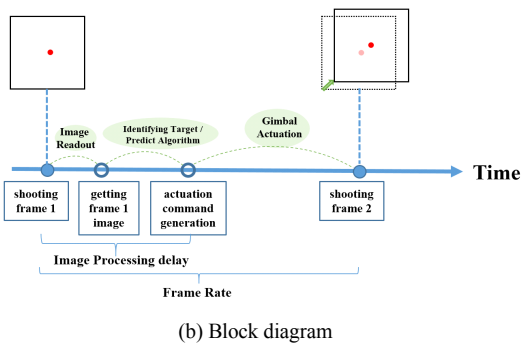 Image
Readout
Identifying Target /
Predict Algorithm
Gimbal
Actuation
Time
shooting
frame 1
getting
frame 1
image
actuation
command
generation
shooting
frame 2
Image Processing delay
Frame Rate
(b) Block diagram